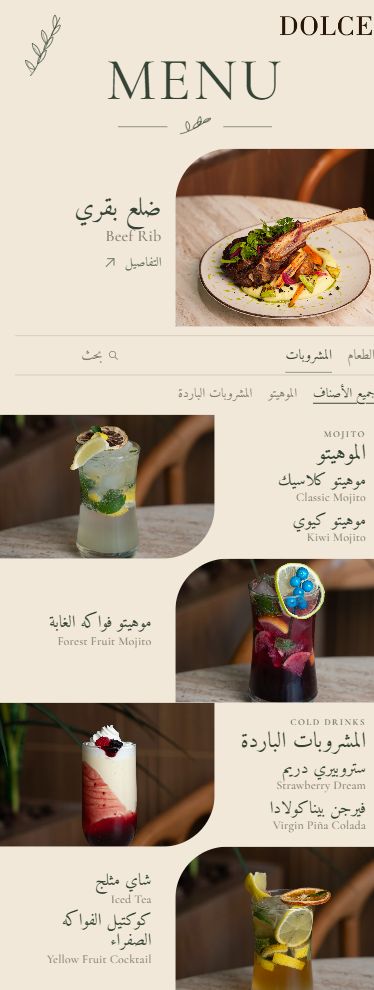 DOLCE
MENU
ضلع بقري
Beef Rib
التفاصيل
الطعام المشروبات بحث
جميع الأصناف الموهيتو المشروبات الباردة
MOJITO
الموهيتو
موهيتو كلاسيك
Classic Mojito
موهيتو كيوي
Kiwi Mojito
موهيتو فواكه الغابة
Forest Fruit Mojito
COLD DRINKS
المشروبات الباردة
ستروبيري دريم
Strawberry Dream
فيرجن بيناكولادا
Virgin Piña Colada
شاي مثلج
Iced Tea
كوكتيل الفواكه
الصفراء
Yellow Fruit Cocktail